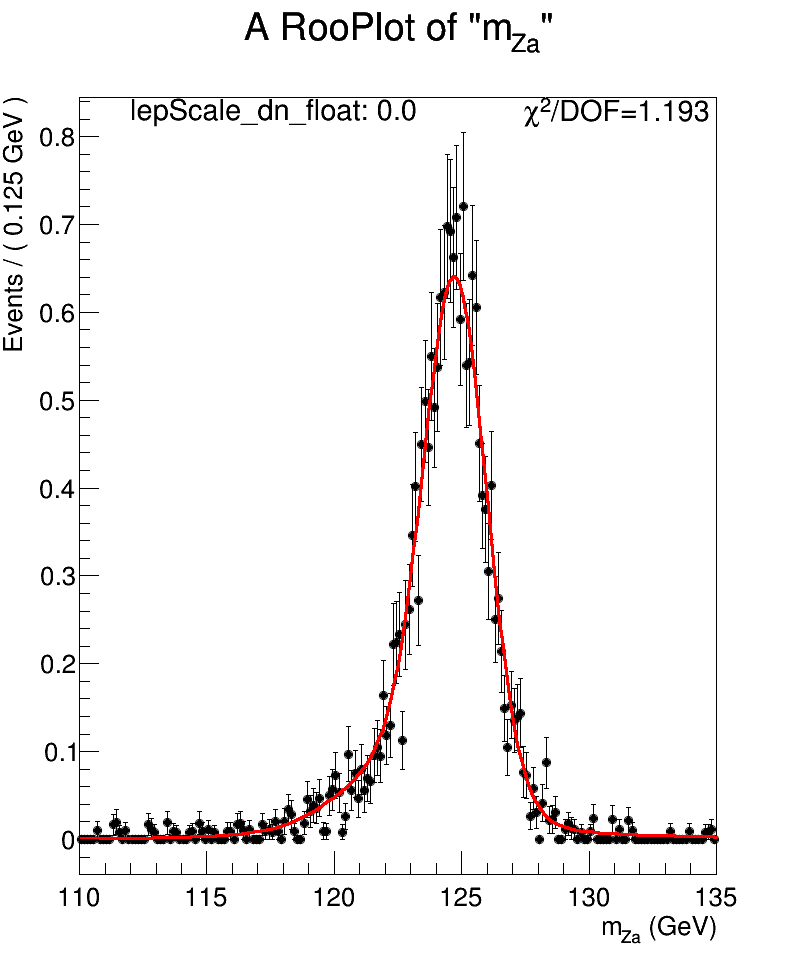 A RooPlot of "m_Za"
lepScale_dn_float: 0.0
χ²/DOF=1.193
Events / ( 0.125 GeV )
0.8
0.7
0.6
0.5
0.4
0.3
0.2
0.1
0
110 115 120 125 130 135
m_Za (GeV)